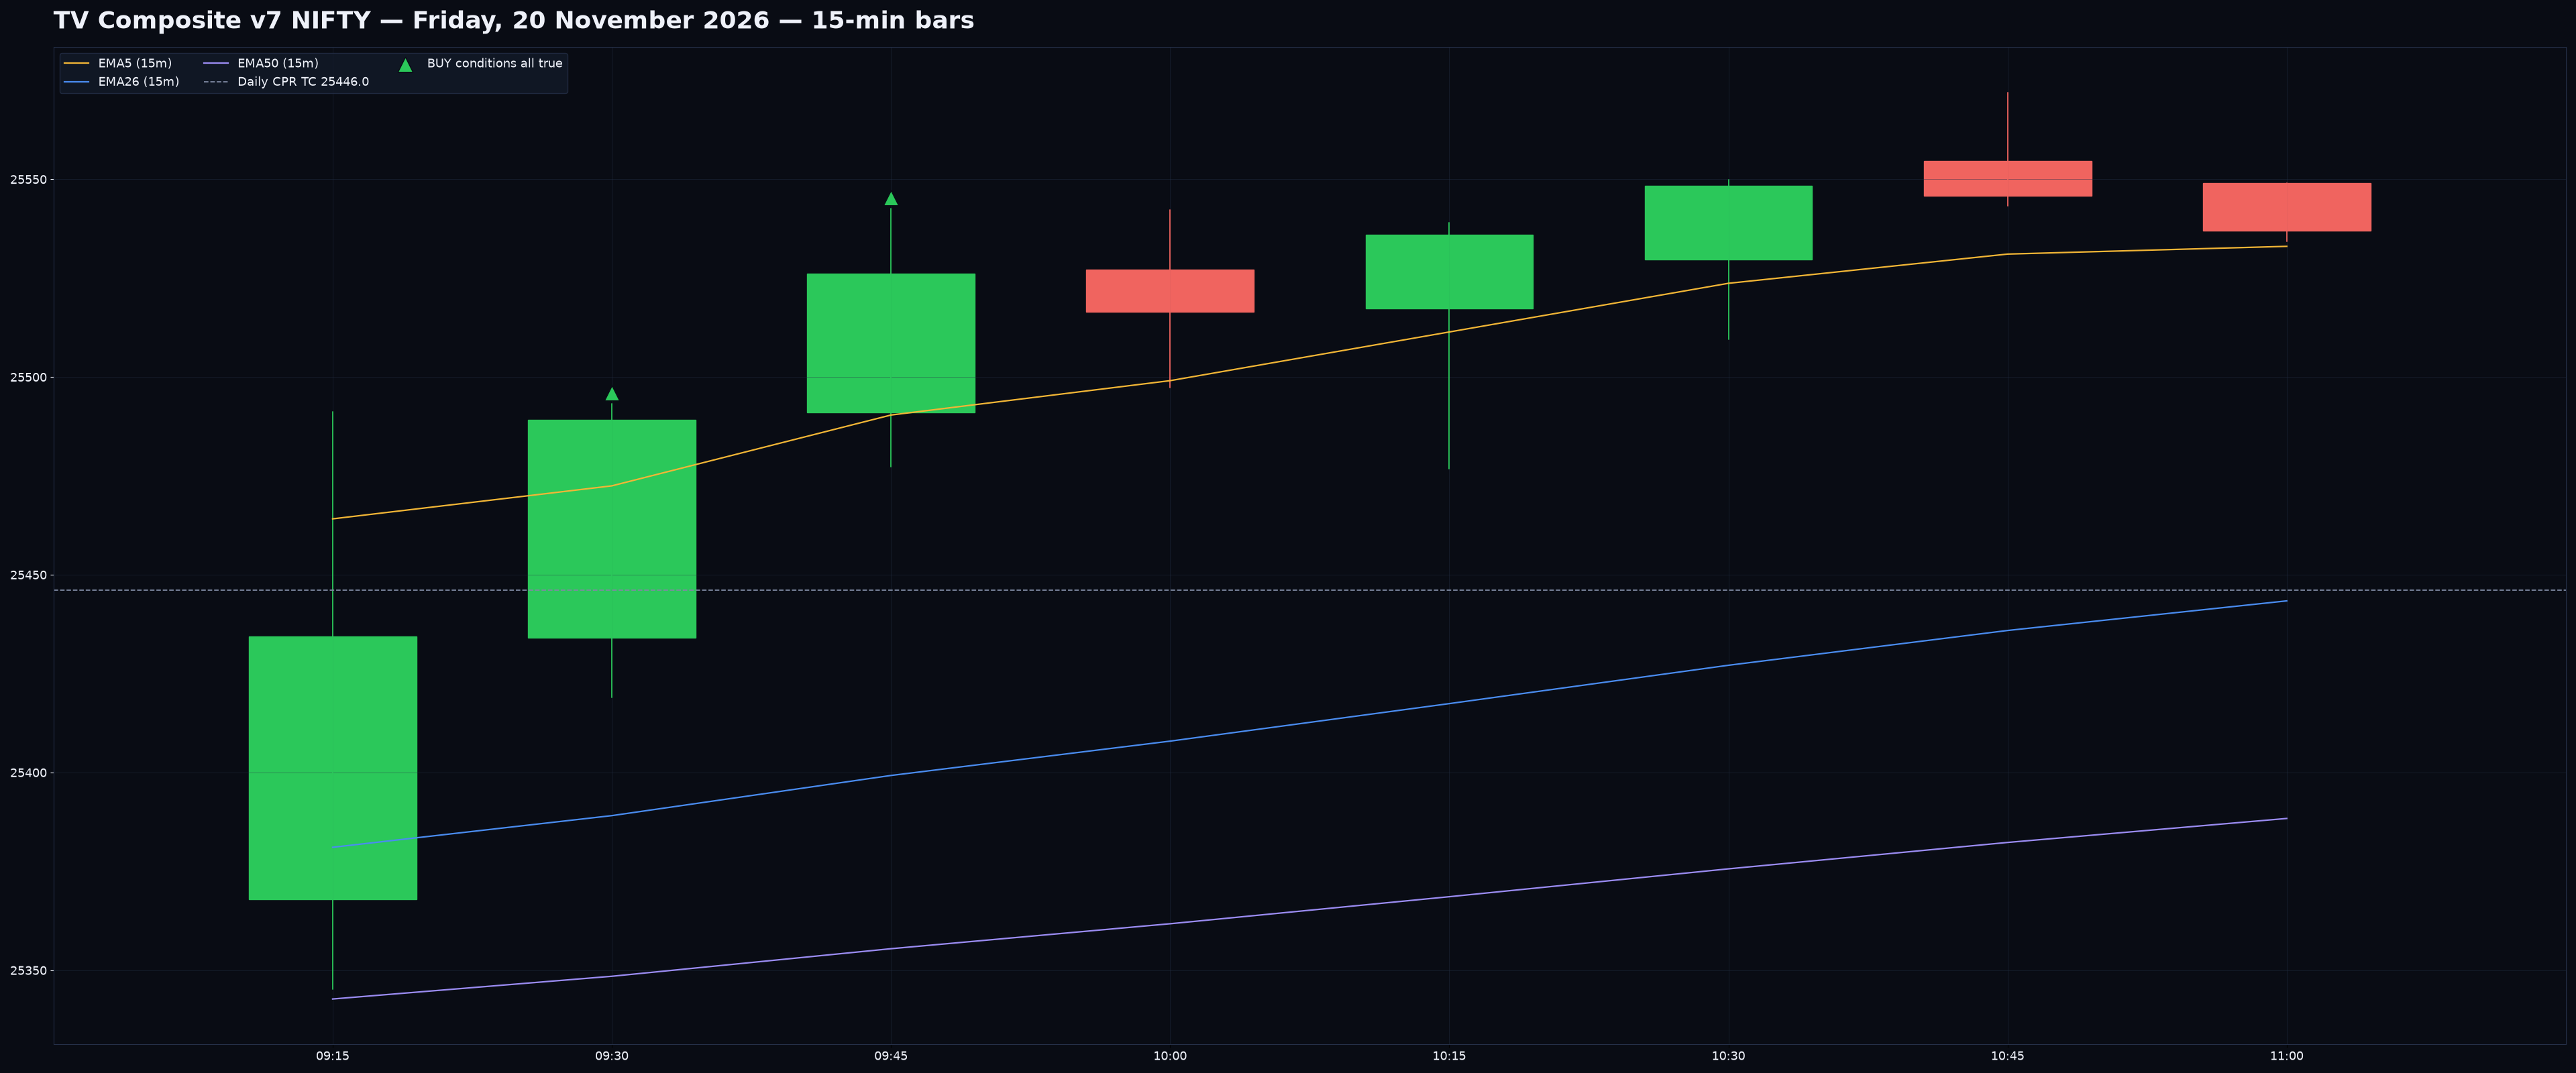 TV Composite v7 NIFTY — Friday, 20 November 2026 — 15-min bars
EMA5 (15m)
EMA26 (15m)
EMA50 (15m)
Daily CPR TC 25446.0
BUY conditions all true
25550
25500
25450
25400
25350
09:15 09:30 09:45 10:00 10:15 10:30 10:45 11:00